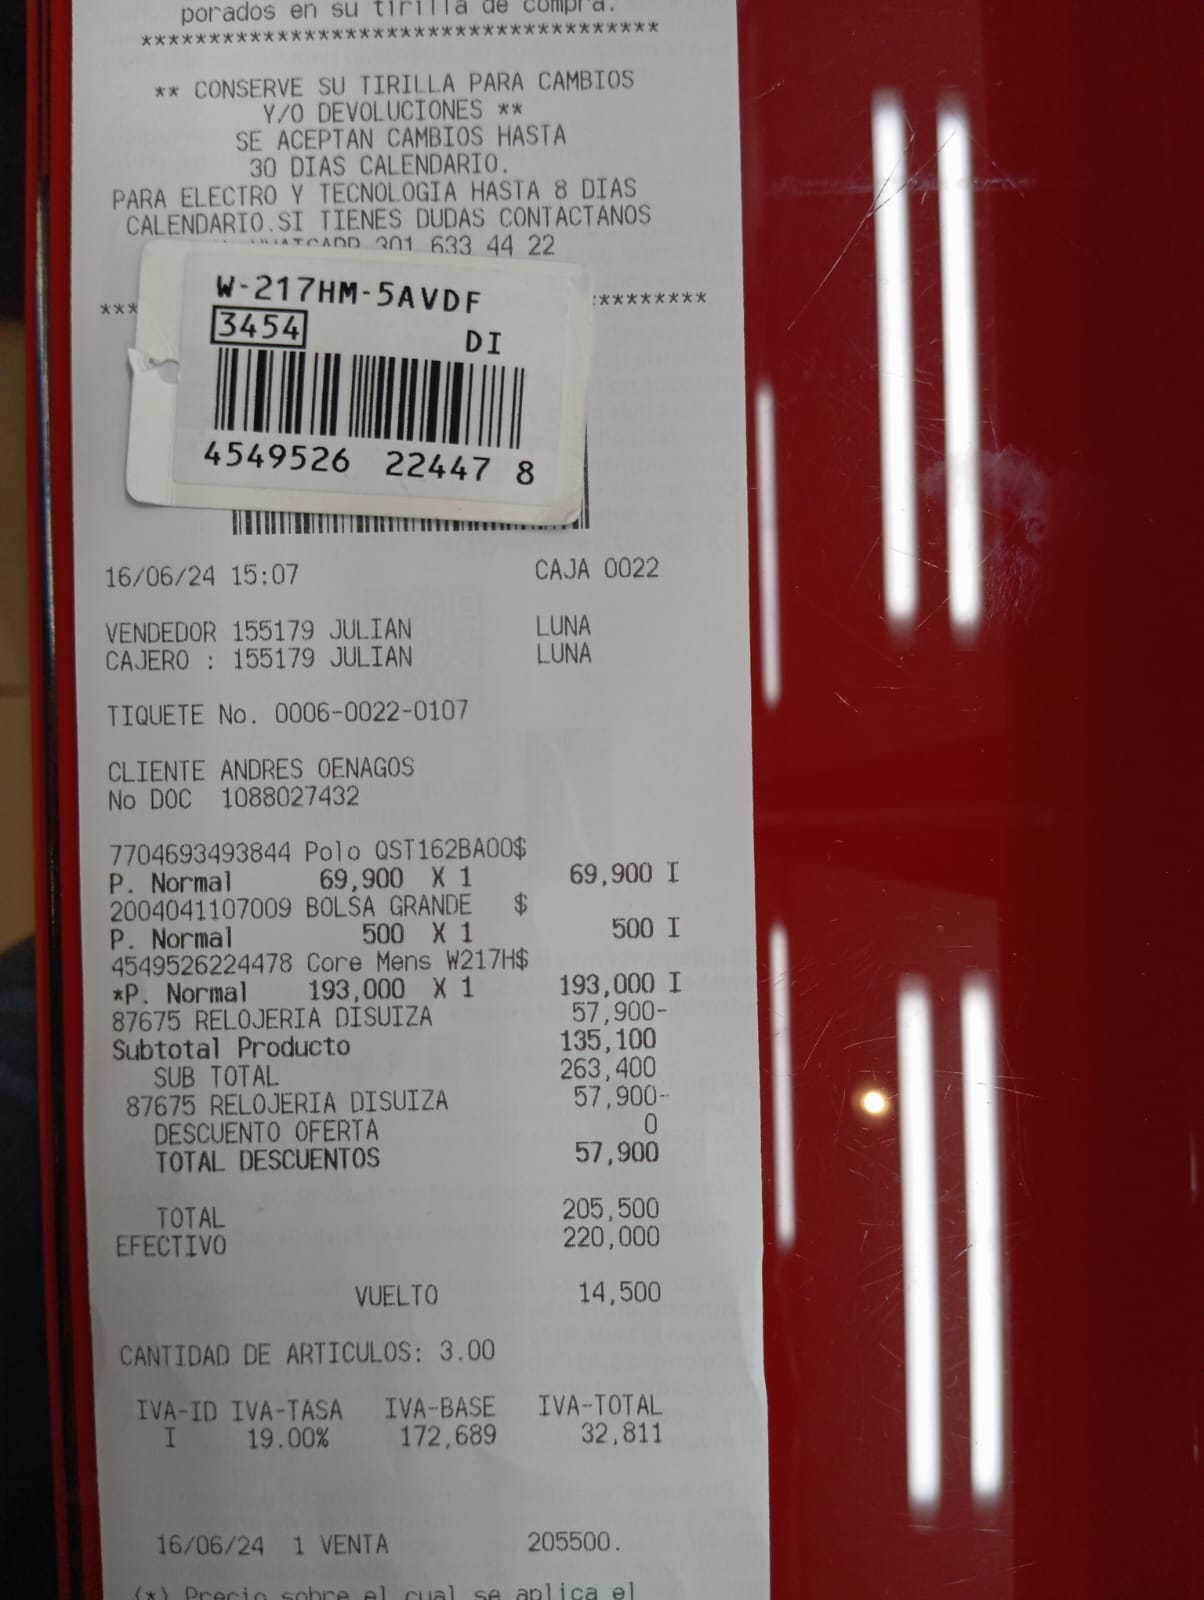 porados en su tirilla de compra.
*************************************
** CONSERVE SU TIRILLA PARA CAMBIOS
Y/O DEVOLUCIONES **
SE ACEPTAN CAMBIOS HASTA
30 DIAS CALENDARIO.
PARA ELECTRO Y TECNOLOGIA HASTA 8 DIAS
CALENDARIO.SI TIENES DUDAS CONTACTANOS
WHATSAPP 301 633 44 22
*** *********
W-217HM-5AVDF
3454 DI
4549526 22447 8
16/06/24 15:07 CAJA 0022
VENDEDOR 155179 JULIAN LUNA
CAJERO : 155179 JULIAN LUNA
TIQUETE No. 0006-0022-0107
CLIENTE ANDRES OENAGOS
No DOC 1088027432
7704693493844 Polo QST162BA00$
P. Normal 69,900 X 1 69,900 I
2004041107009 BOLSA GRANDE $
P. Normal 500 X 1 500 I
4549526224478 Core Mens W217H$
*P. Normal 193,000 X 1 193,000 I
87675 RELOJERIA DISUIZA 57,900-
Subtotal Producto 135,100
SUB TOTAL 263,400
87675 RELOJERIA DISUIZA 57,900-
DESCUENTO OFERTA 0
TOTAL DESCUENTOS 57,900
TOTAL 205,500
EFECTIVO 220,000
VUELTO 14,500
CANTIDAD DE ARTICULOS: 3.00
IVA-ID IVA-TASA IVA-BASE IVA-TOTAL
I 19.00% 172,689 32,811
16/06/24 1 VENTA 205500.
(*) Precio sobre el cual se aplica el